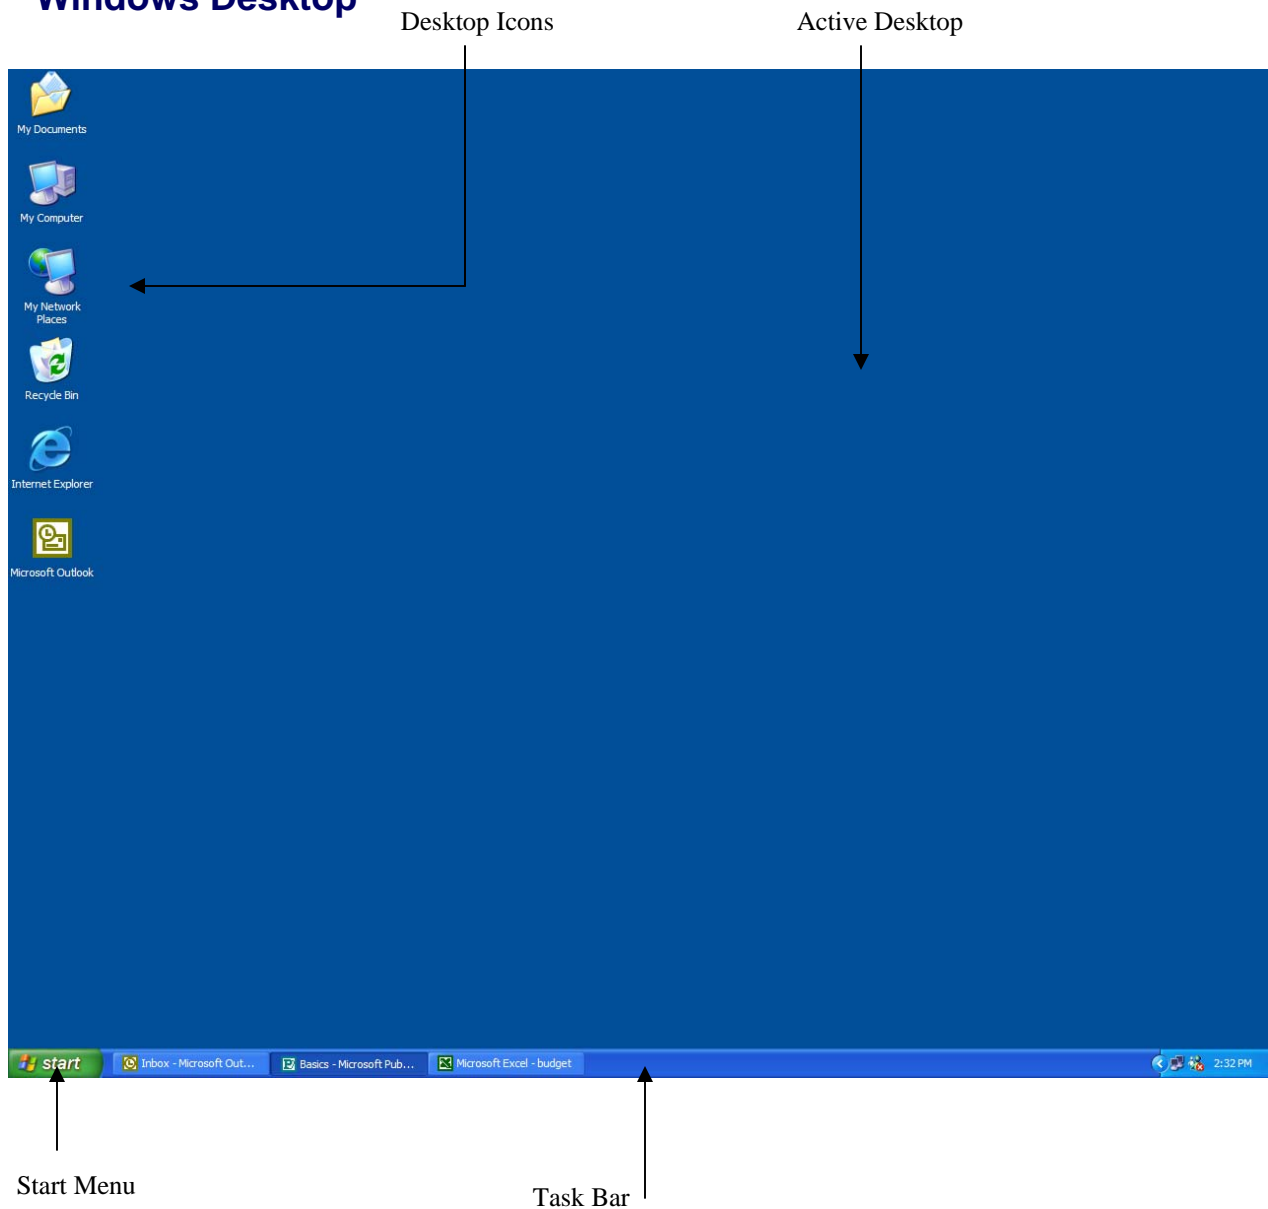 Windows Desktop
Desktop Icons
Active Desktop
My Documents
My Computer
My Network
Places
Recycle Bin
Internet Explorer
Microsoft Outlook
start
Inbox - Microsoft Out...
Basics - Microsoft Pub...
Microsoft Excel - budget
2:32 PM
Start Menu
Task Bar